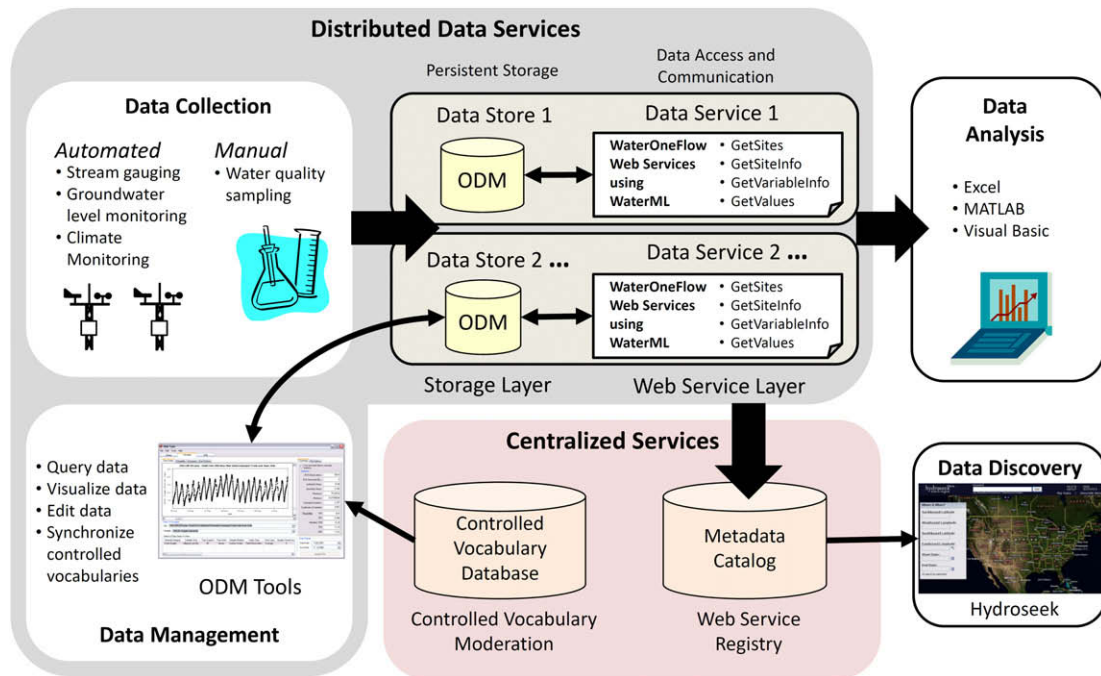 Distributed Data Services
Persistent Storage
Data Access and
Communication
Data Collection
Automated
• Stream gauging
• Groundwater
level monitoring
• Climate
Monitoring
Manual
• Water quality
sampling
Data Store 1
ODM
Data Service 1
WaterOneFlow
Web Services
using
WaterML
• GetSites
• GetSiteInfo
• GetVariableInfo
• GetValues
Data Store 2 ...
ODM
Data Service 2 ...
WaterOneFlow
Web Services
using
WaterML
• GetSites
• GetSiteInfo
• GetVariableInfo
• GetValues
Storage Layer
Web Service Layer
Data
Analysis
• Excel
• MATLAB
• Visual Basic
• Query data
• Visualize data
• Edit data
• Synchronize
controlled
vocabularies
ODM Tools
Data Management
Centralized Services
Controlled
Vocabulary
Database
Controlled Vocabulary
Moderation
Metadata
Catalog
Web Service
Registry
Data Discovery
hydroseek
Hydroseek